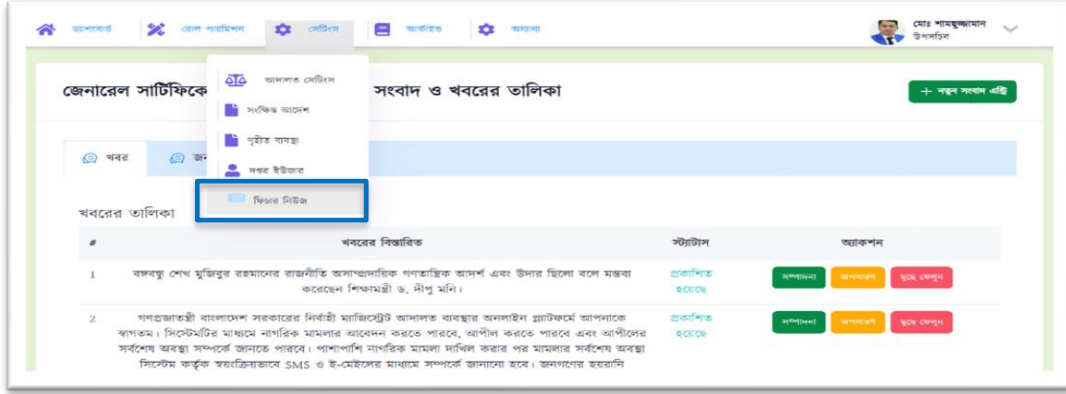 ড্যাশবোর্ড রোল পারমিশন সেটিংস আর্কাইভ অন্যান্য মোঃ শামছুজ্জামান
উপসচিব
জেনারেল সার্টিফিকে সংবাদ ও খবরের তালিকা + নতুন সংবাদ এন্ট্রি
আদালত সেটিংস
সংক্ষিপ্ত আদেশ
গৃহীত ব্যবস্থা
খবর জন
দপ্তর ইউজার
ফিচার নিউজ
খবরের তালিকা
# খবরের বিস্তারিত স্ট্যাটাস অ্যাকশন
1 বঙ্গবন্ধু শেখ মুজিবুর রহমানের রাজনীতি অসাম্প্রদায়িক গণতান্ত্রিক আদর্শ এবং উদার ছিলো বলে মন্তব্য প্রকাশিত সম্পাদনা অপসারণ মুছে ফেলুন
করেছেন শিক্ষামন্ত্রী ড. দীপু মনি। হয়েছে
2 গণপ্রজাতন্ত্রী বাংলাদেশ সরকারের নির্বাহী ম্যাজিস্ট্রেট আদালত ব্যবস্থার অনলাইন প্ল্যাটফর্মে আপনাকে প্রকাশিত সম্পাদনা অপসারণ মুছে ফেলুন
স্বাগতম। সিস্টেমটির মাধ্যমে নাগরিক মামলার আবেদন করতে পারবে, আপীল করতে পারবে এবং আপীলের হয়েছে
সর্বশেষ অবস্থা সম্পর্কে জানতে পারবে। পাশাপাশি নাগরিক মামলা দাখিল করার পর মামলার সর্বশেষ অবস্থা
সিস্টেম কর্তৃক স্বয়ংক্রিয়ভাবে SMS ও ই-মেইলের মাধ্যমে সম্পর্কে জানানো হবে। জনগণের হয়রানি